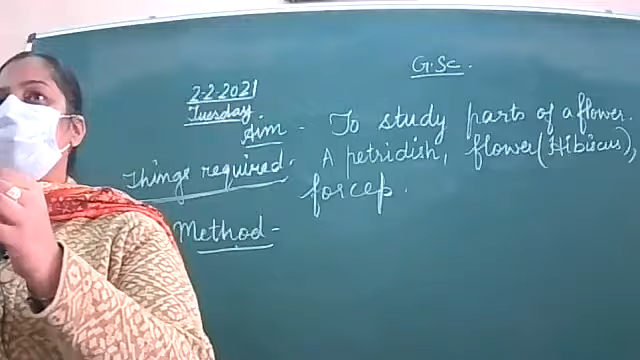 G.Sc.
2-2-2021
Tuesday
Aim - To study parts of a flower.
Things required. A petridish, flower(Hibiscus),
forcep.
Method-